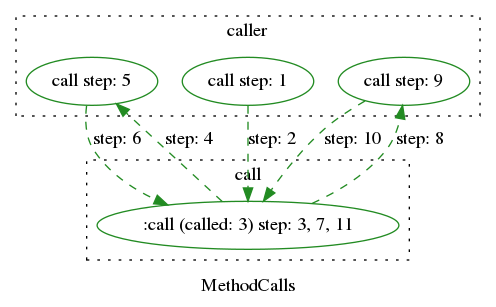 caller
call step: 5
call step: 1
call step: 9
step: 6
step: 4
step: 2
step: 10
step: 8
call
:call (called: 3) step: 3, 7, 11
MethodCalls